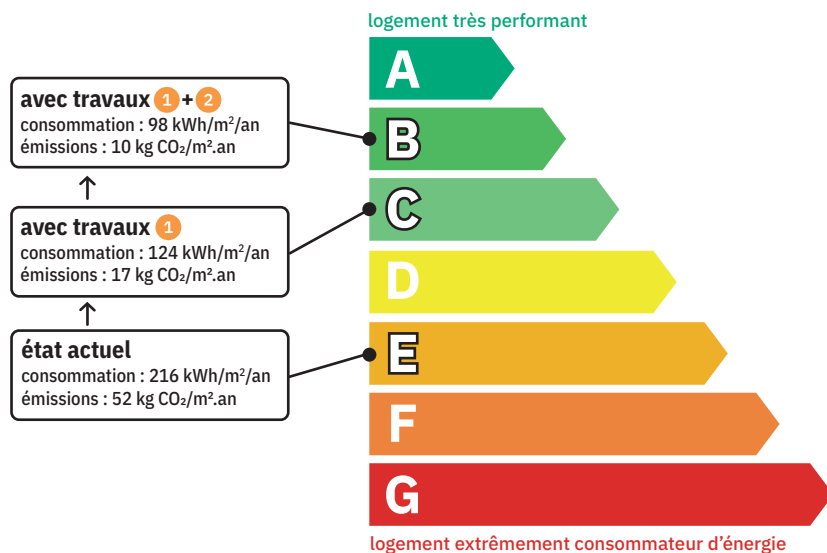 logement très performant
A
avec travaux 1 + 2
consommation : 98 kWh/m²/an
émissions : 10 kg CO₂/m².an
B
avec travaux 1
consommation : 124 kWh/m²/an
émissions : 17 kg CO₂/m².an
C
D
état actuel
consommation : 216 kWh/m²/an
émissions : 52 kg CO₂/m².an
E
F
G
logement extrêmement consommateur d’énergie